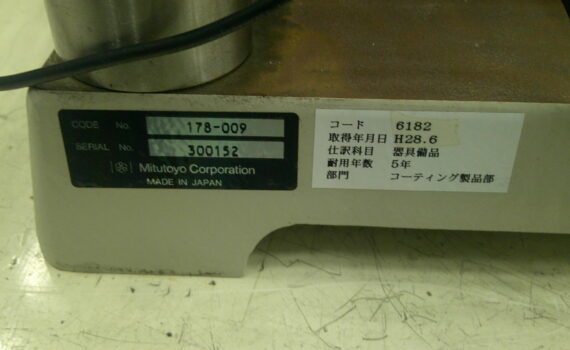 CODE No. 178-009
SERIAL No. 300152
Mitutoyo Corporation
MADE IN JAPAN
コード 6182
取得年月日 H28.6
仕訳科目 器具備品
耐用年数 5年
部門 コーティング製品部